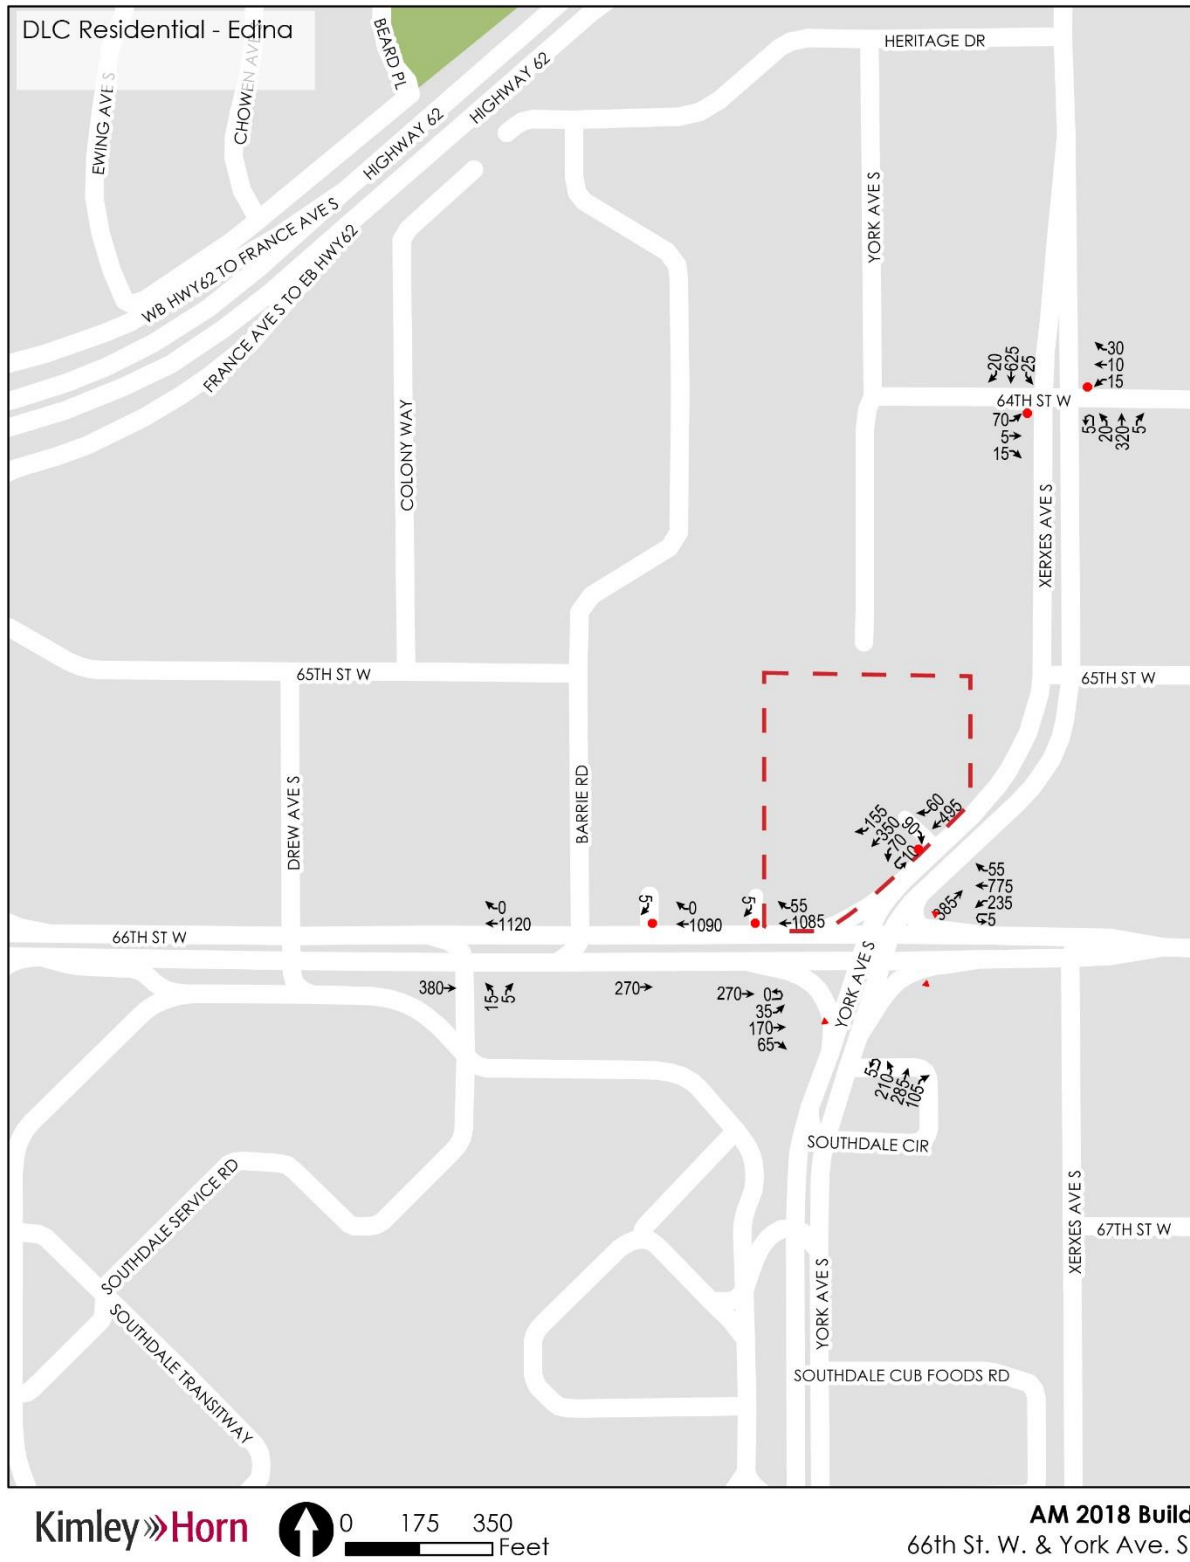 DLC Residential - Edina
BEARD PL
EWING AVE S
CHOWEN AVE
HIGHWAY 62
HIGHWAY 62
HERITAGE DR
WB HWY62 TO FRANCE AVE S
FRANCE AVE S TO EB HWY62
YORK AVE S
COLONY WAY
20
625
25
30
10
15
64TH ST W
70
5
15
5
20
320
5
XERXES AVE S
65TH ST W
65TH ST W
DREW AVE S
BARRIE RD
155
350
70
10
90
60
495
55
775
235
5
385
0
1120
5
0
1090
5
55
1085
66TH ST W
380
15
5
270
270
0
35
170
65
YORK AVE S
5
210
285
105
SOUTHDALE CIR
SOUTHDALE SERVICE RD
SOUTHDALE TRANSITWAY
XERXES AVE S
67TH ST W
YORK AVE S
SOUTHDALE CUB FOODS RD
Kimley»Horn
0 175 350
Feet
AM 2018 Build
66th St. W. & York Ave. S